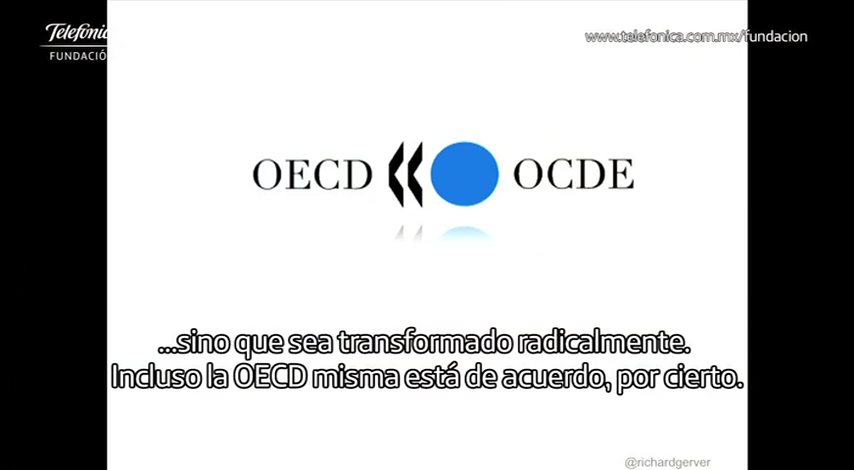 Telefónica
FUNDACIÓN
www.telefonica.com.mx/fundacion
OECD OCDE
...sino que sea transformado radicalmente.
Incluso la OECD misma está de acuerdo, por cierto.
@richardgerver